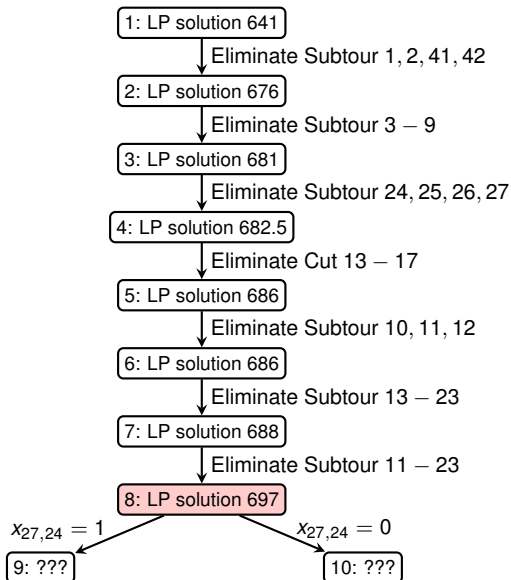 1: LP solution 641
Eliminate Subtour 1, 2, 41, 42
2: LP solution 676
Eliminate Subtour 3 − 9
3: LP solution 681
Eliminate Subtour 24, 25, 26, 27
4: LP solution 682.5
Eliminate Cut 13 − 17
5: LP solution 686
Eliminate Subtour 10, 11, 12
6: LP solution 686
Eliminate Subtour 13 − 23
7: LP solution 688
Eliminate Subtour 11 − 23
8: LP solution 697
x27,24 = 1 x27,24 = 0
9: ??? 10: ???